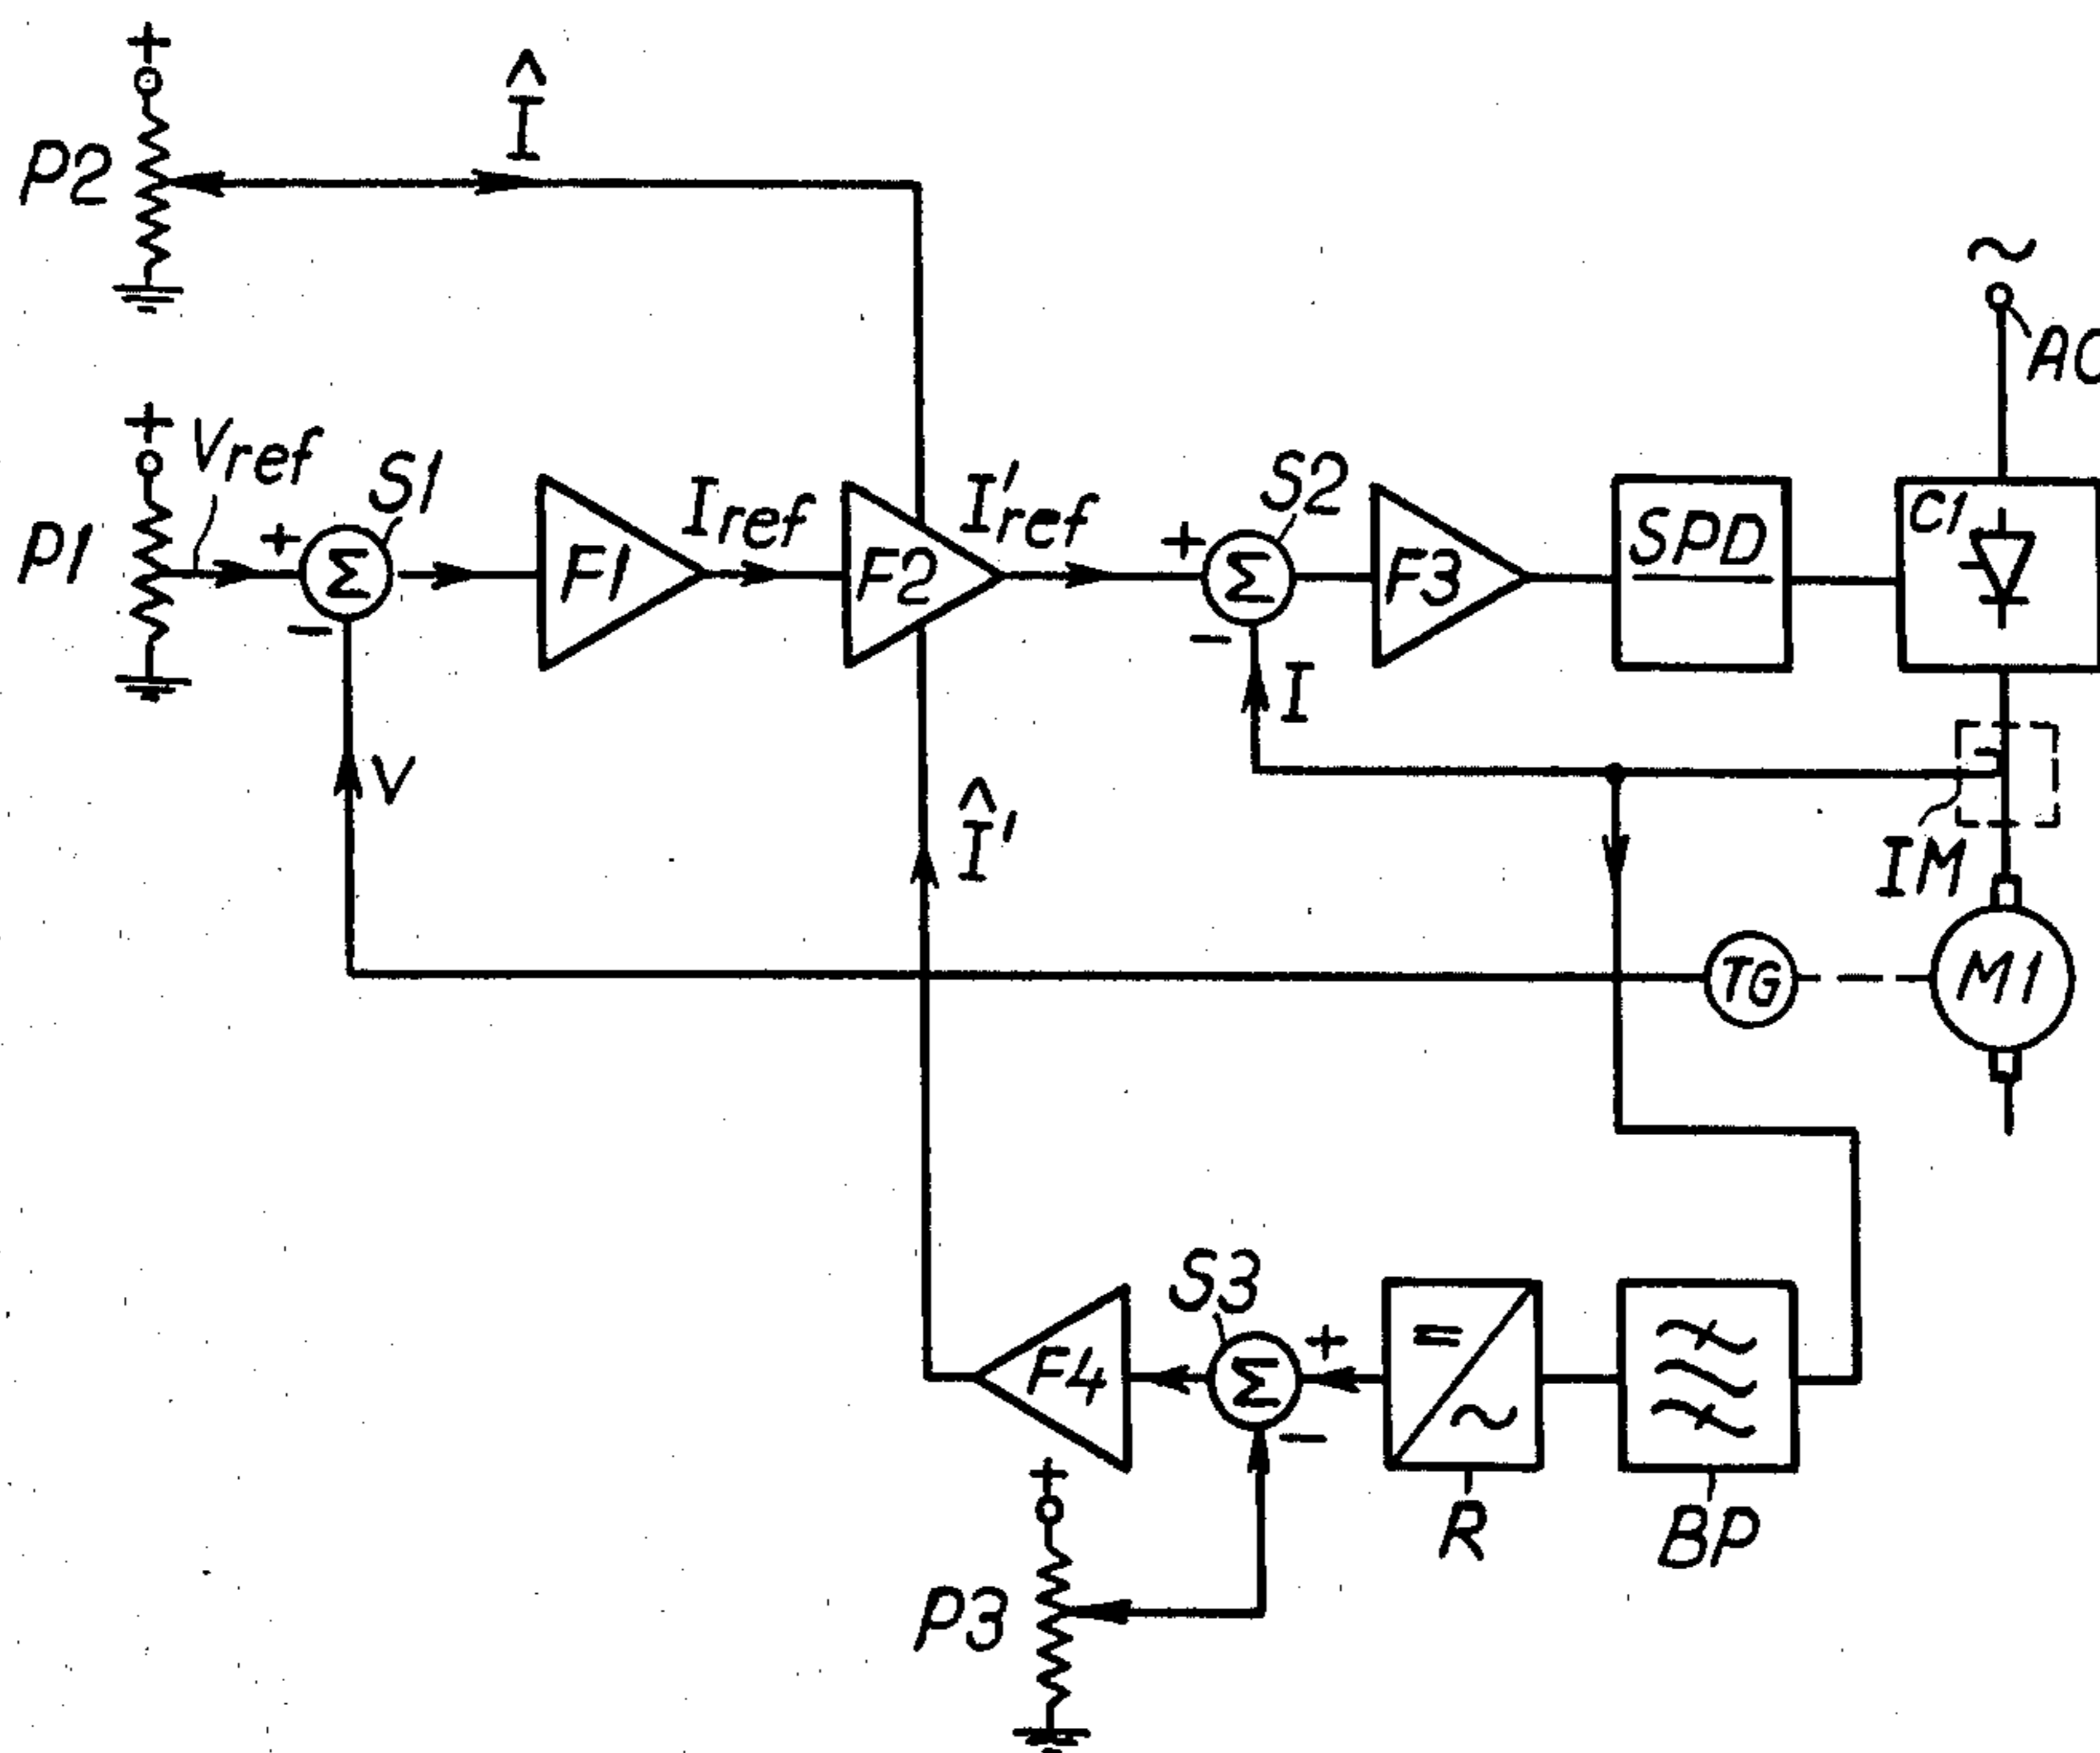 +
Î
P2
~
AC
+
Vref
S1
P1
+
Σ
−
F1
Iref
F2
I'ref
S2
+
Σ
−
F3
SPD
C1
I
V
Î'
IM
TG
M1
S3
F4
Σ
+
−
=
~
R
BP
+
P3